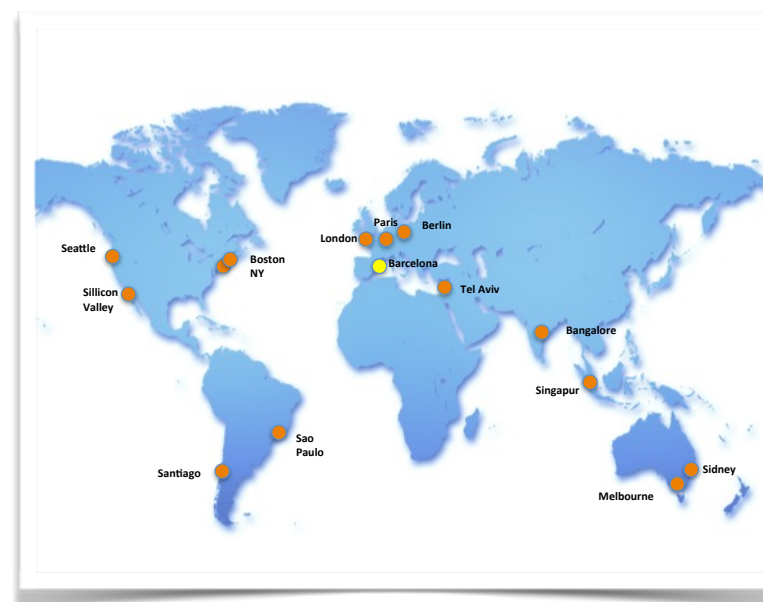 Paris
Berlin
London
Seattle
Boston
NY
Barcelona
Sillicon
Valley
Tel Aviv
Bangalore
Singapur
Sao
Paulo
Santiago
Sidney
Melbourne